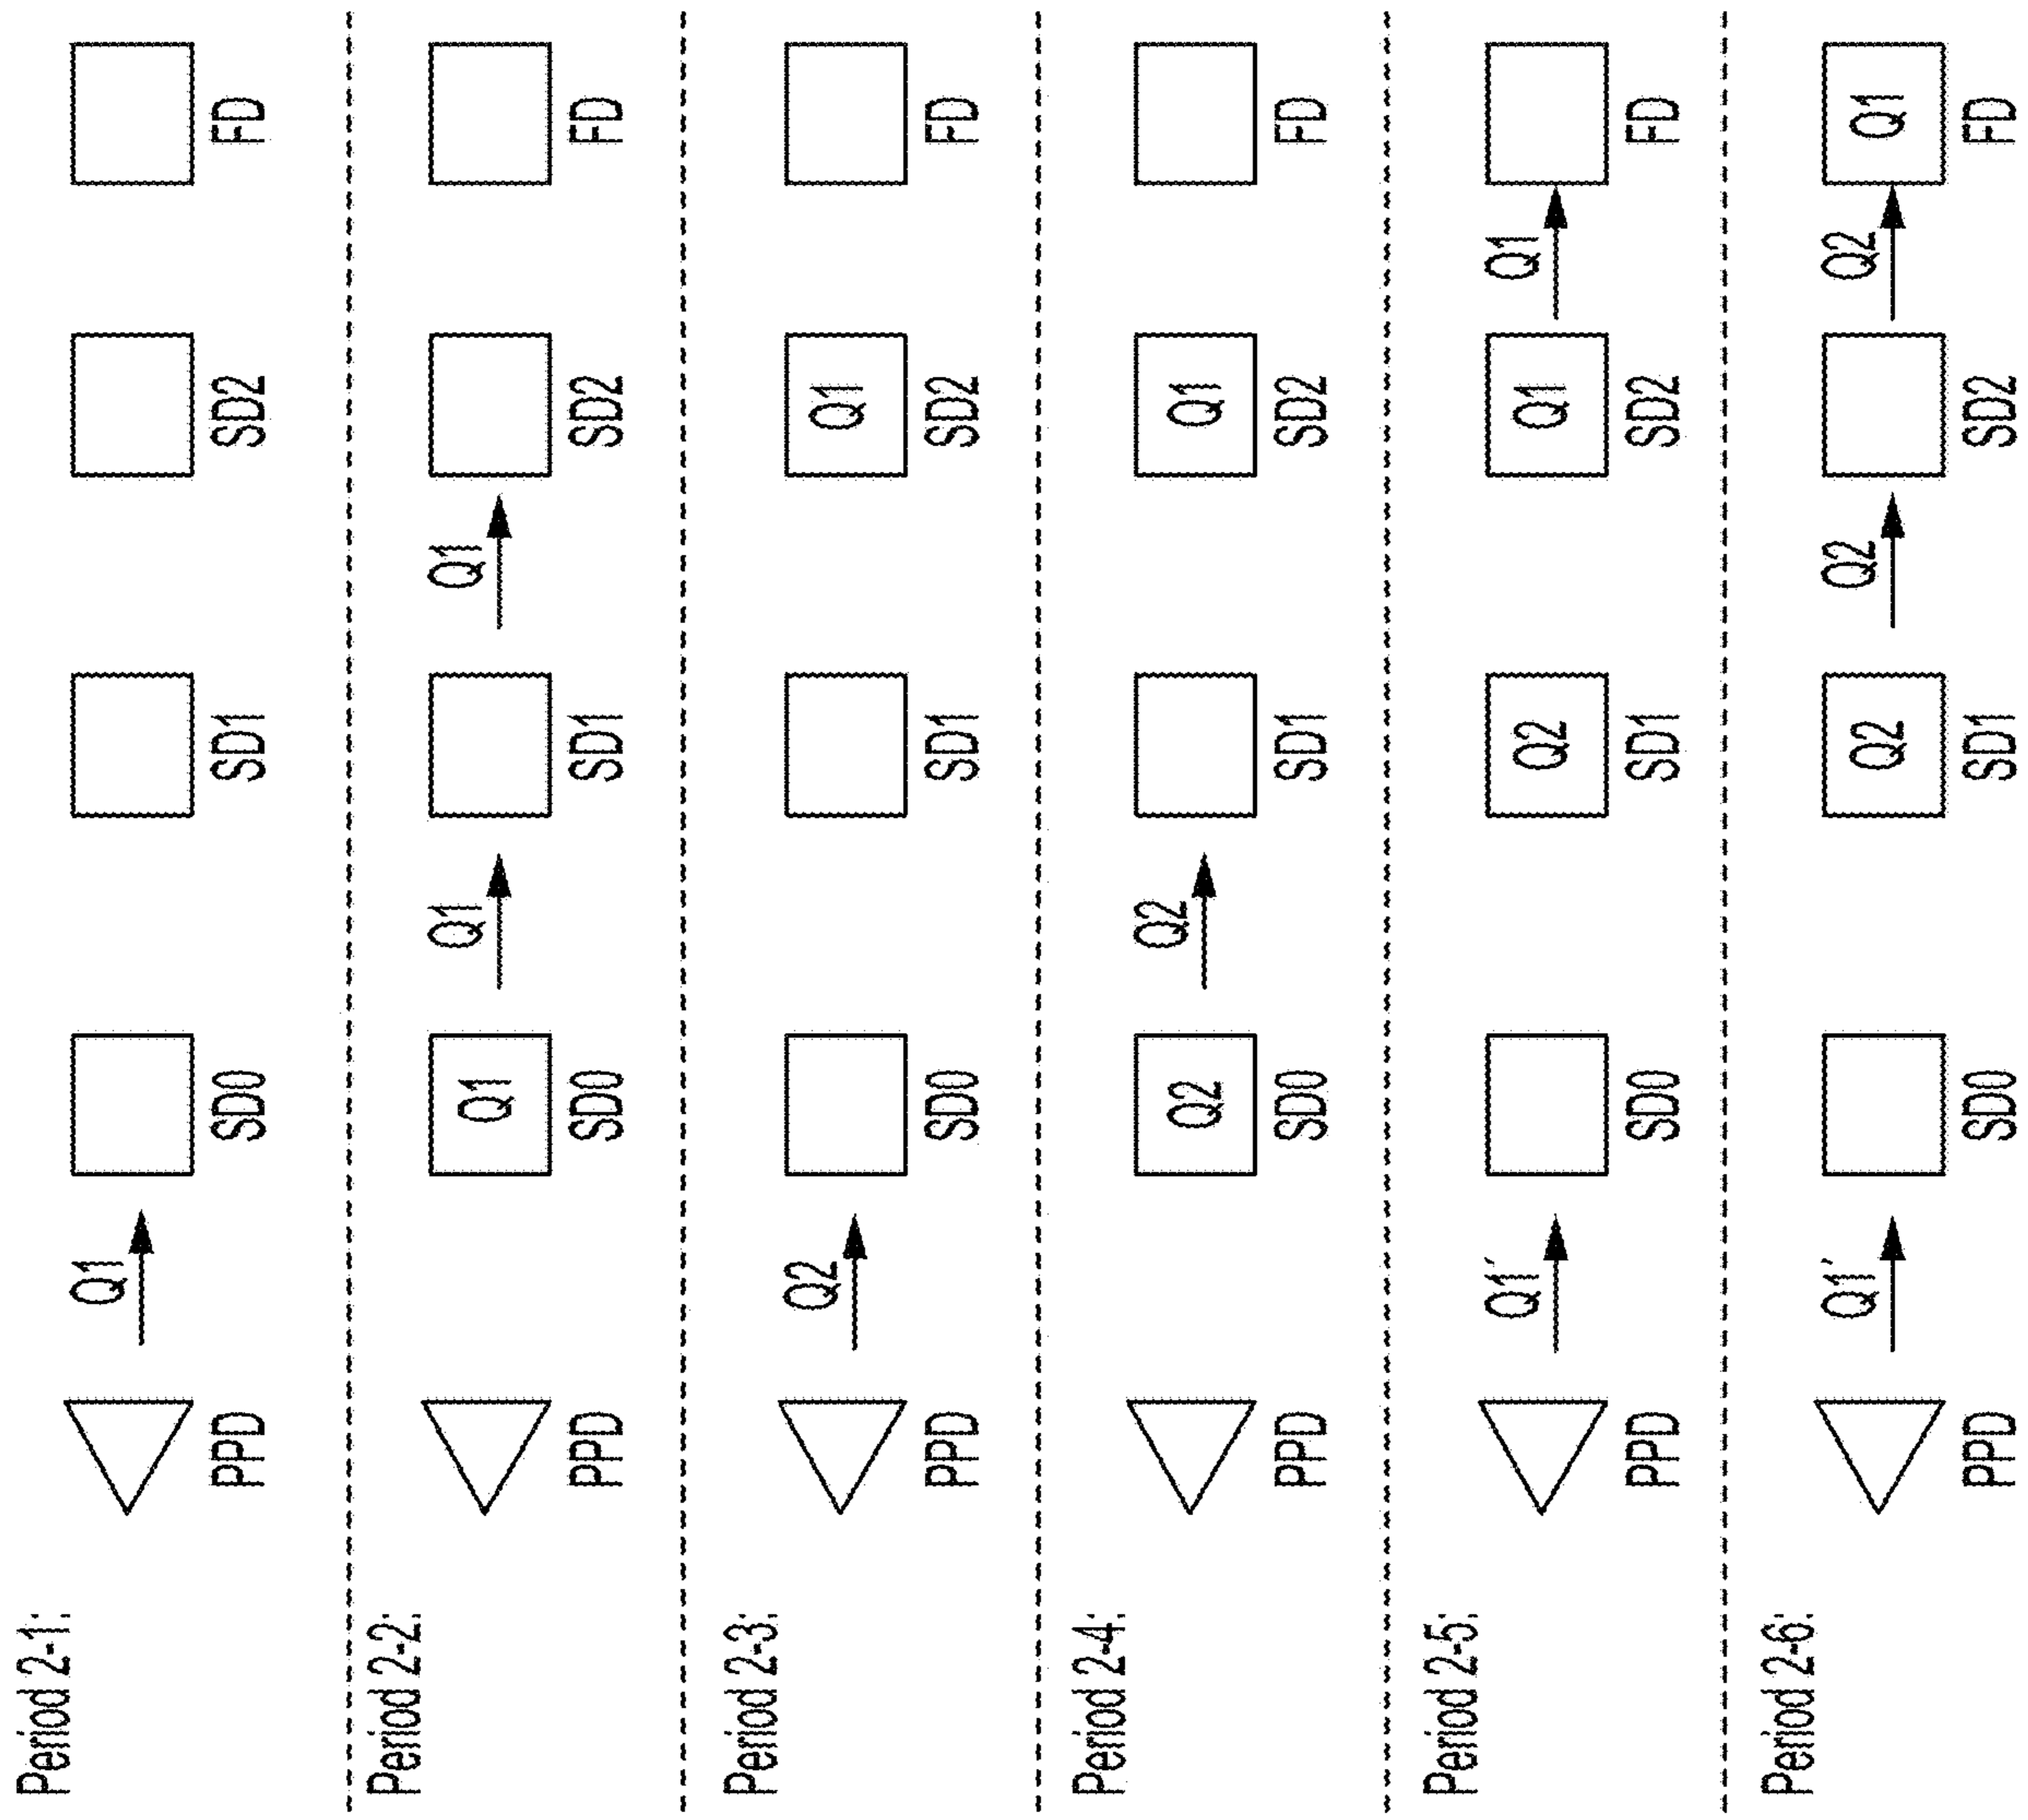 Period 2-1:
Q1
PPD SD0 SD1 SD2 FD
Period 2-2:
Q1 Q1
Q1
PPD SD0 SD1 SD2 FD
Period 2-3:
Q2
Q1
PPD SD0 SD1 SD2 FD
Period 2-4:
Q2
Q2 Q1
PPD SD0 SD1 SD2 FD
Period 2-5:
Q1´ Q1
Q2 Q1
PPD SD0 SD1 SD2 FD
Period 2-6:
Q1´ Q2 Q2
Q2 Q1
PPD SD0 SD1 SD2 FD